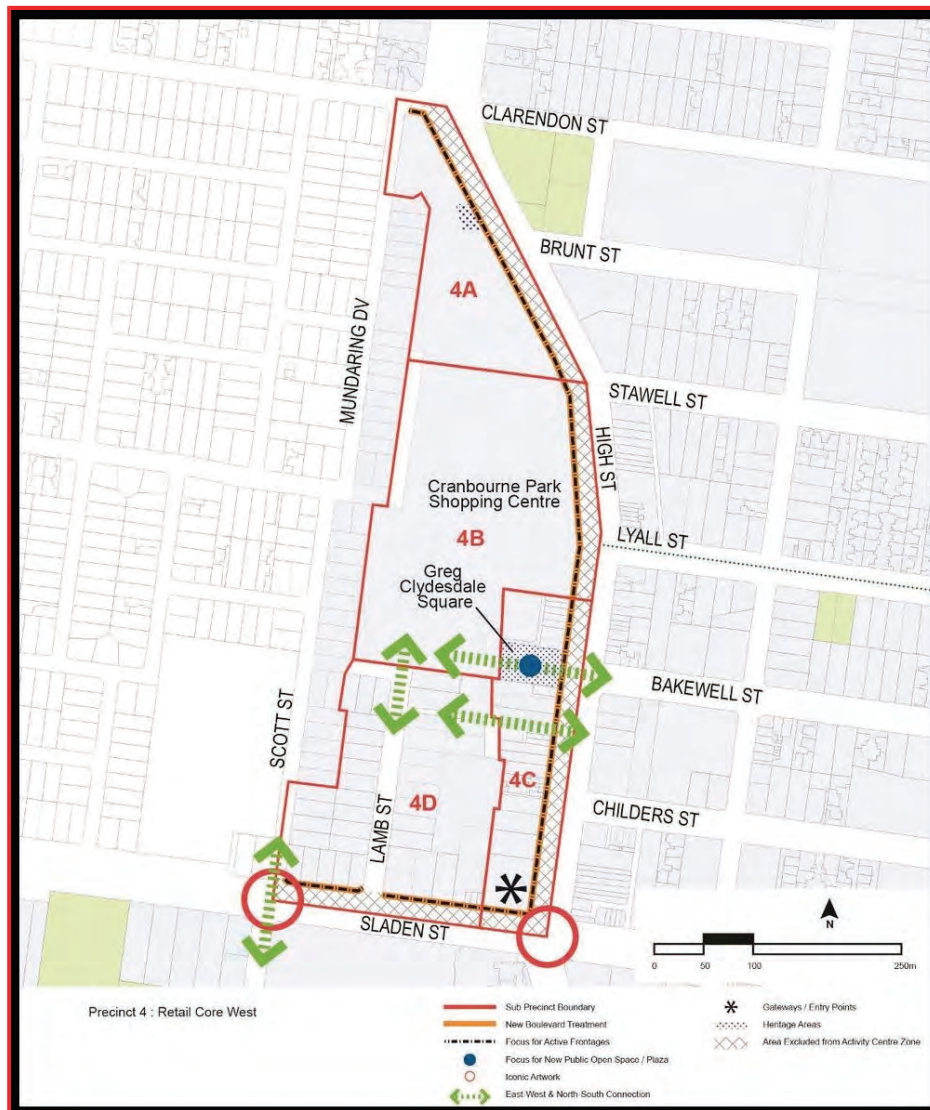 CLARENDON ST
BRUNT ST
4A
MUNDARING DV
STAWELL ST
HIGH ST
Cranbourne Park
Shopping Centre
4B
LYALL ST
Greg
Clydesdale
Square
BAKEWELL ST
SCOTT ST
4C
4D
LAMB ST
CHILDERS ST
SLADEN ST
N
0 50 100 250m
Precinct 4 : Retail Core West
Sub Precinct Boundary
New Boulevard Treatment
Focus for Active Frontages
Focus for New Public Open Space / Plaza
Iconic Artwork
East-West & North-South Connection
Gateways / Entry Points
Heritage Areas
Area Excluded from Activity Centre Zone